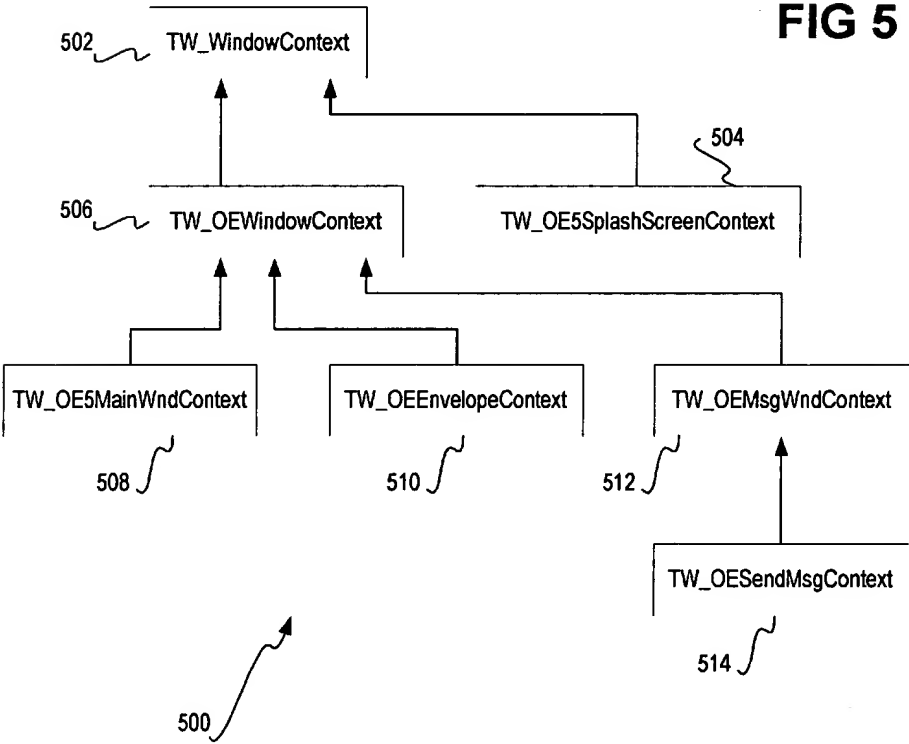 FIG 5
502
TW_WindowContext
504
506
TW_OEWindowContext
TW_OE5SplashScreenContext
TW_OE5MainWndContext
TW_OEEnvelopeContext
TW_OEMsgWndContext
508
510
512
TW_OESendMsgContext
514
500